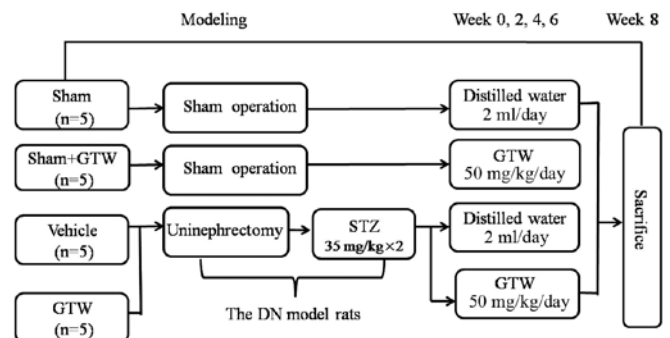 Modeling
Week 0, 2, 4, 6
Week 8
Sham
(n=5)
Sham operation
Distilled water
2 ml/day
Sham+GTW
(n=5)
Sham operation
GTW
50 mg/kg/day
Vehicle
(n=5)
Uninephrectomy
STZ
35 mg/kg×2
Distilled water
2 ml/day
GTW
(n=5)
GTW
50 mg/kg/day
The DN model rats
Sacrifice